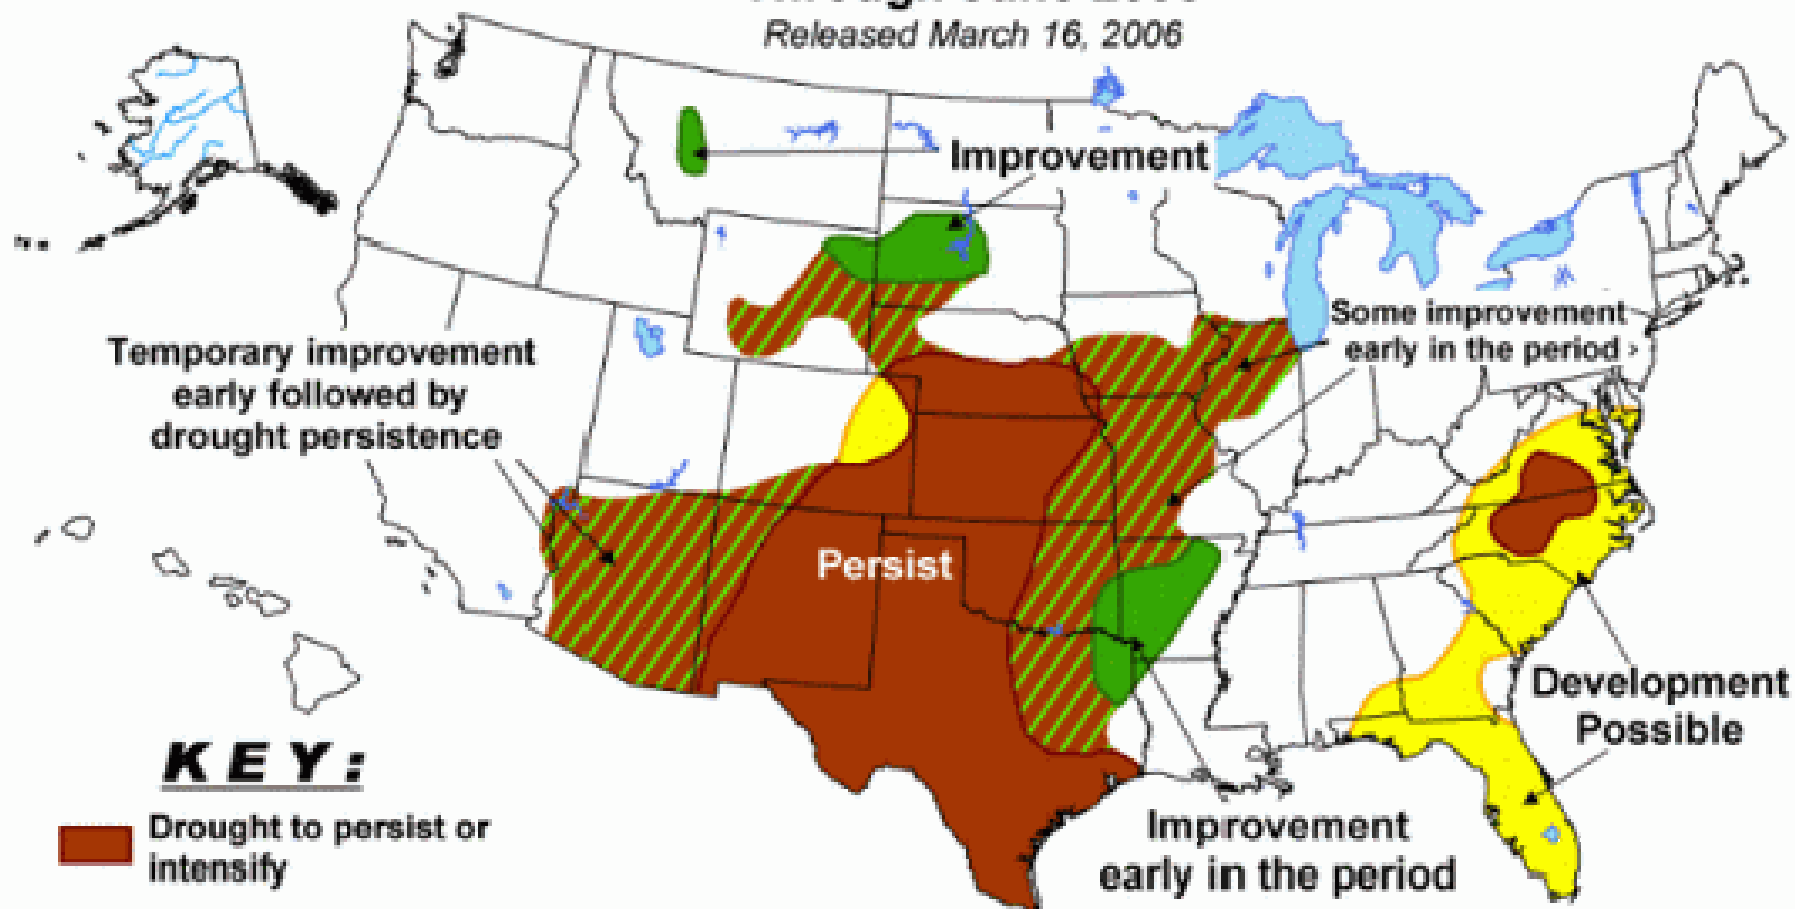 Released March 16, 2006
Improvement
Some improvement
early in the period
Temporary improvement
early followed by
drought persistence
Persist
Development
Possible
KEY:
Drought to persist or
intensify
Improvement
early in the period